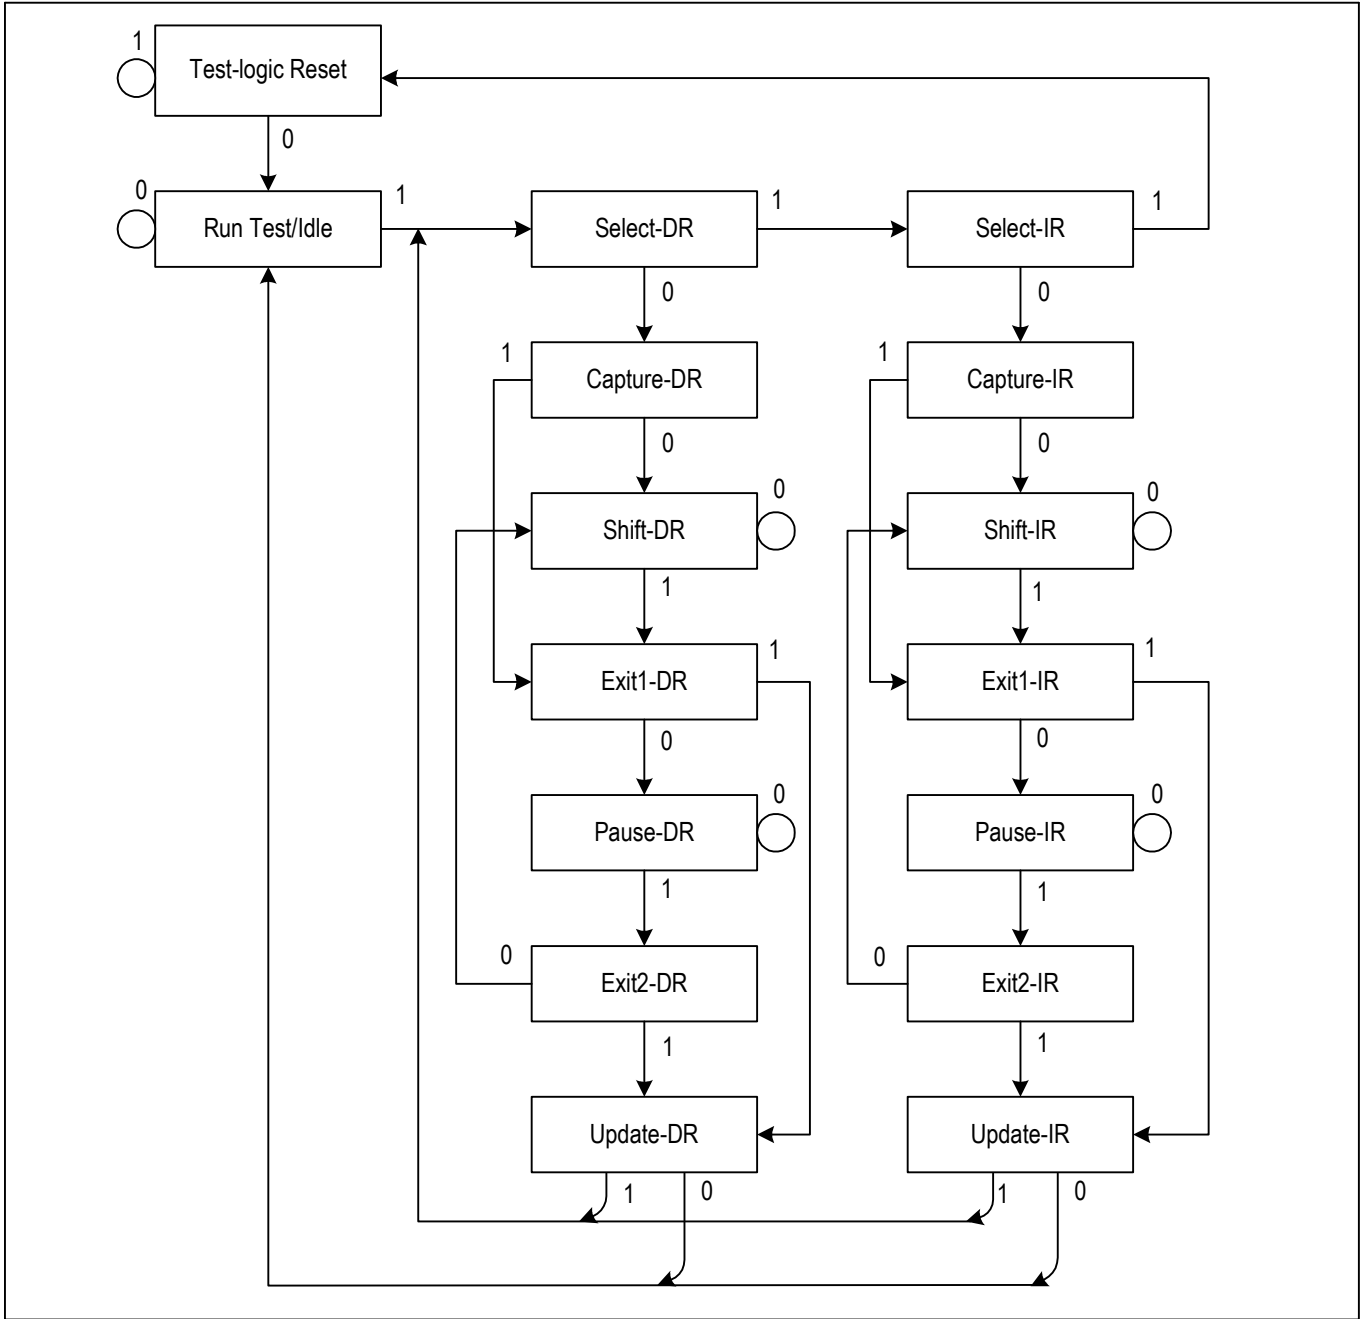 1
Test-logic Reset
0
0
Run Test/Idle
1
Select-DR
1
Select-IR
1
0
0
1
Capture-DR
1
Capture-IR
0
0
Shift-DR
0
Shift-IR
0
1
1
Exit1-DR
1
Exit1-IR
1
0
0
Pause-DR
0
Pause-IR
0
1
1
0
Exit2-DR
0
Exit2-IR
1
1
Update-DR
Update-IR
1
0
1
0